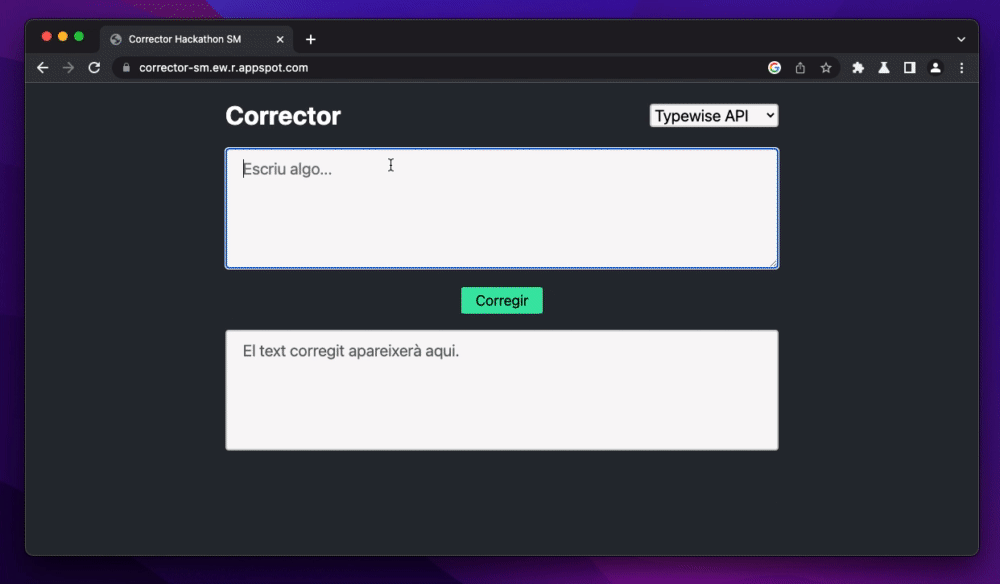 Corrector Hackathon SM
corrector-sm.ew.r.appspot.com
Corrector
Typewise API
Escriu algo...
Corregir
El text corregit apareixerà aqui.